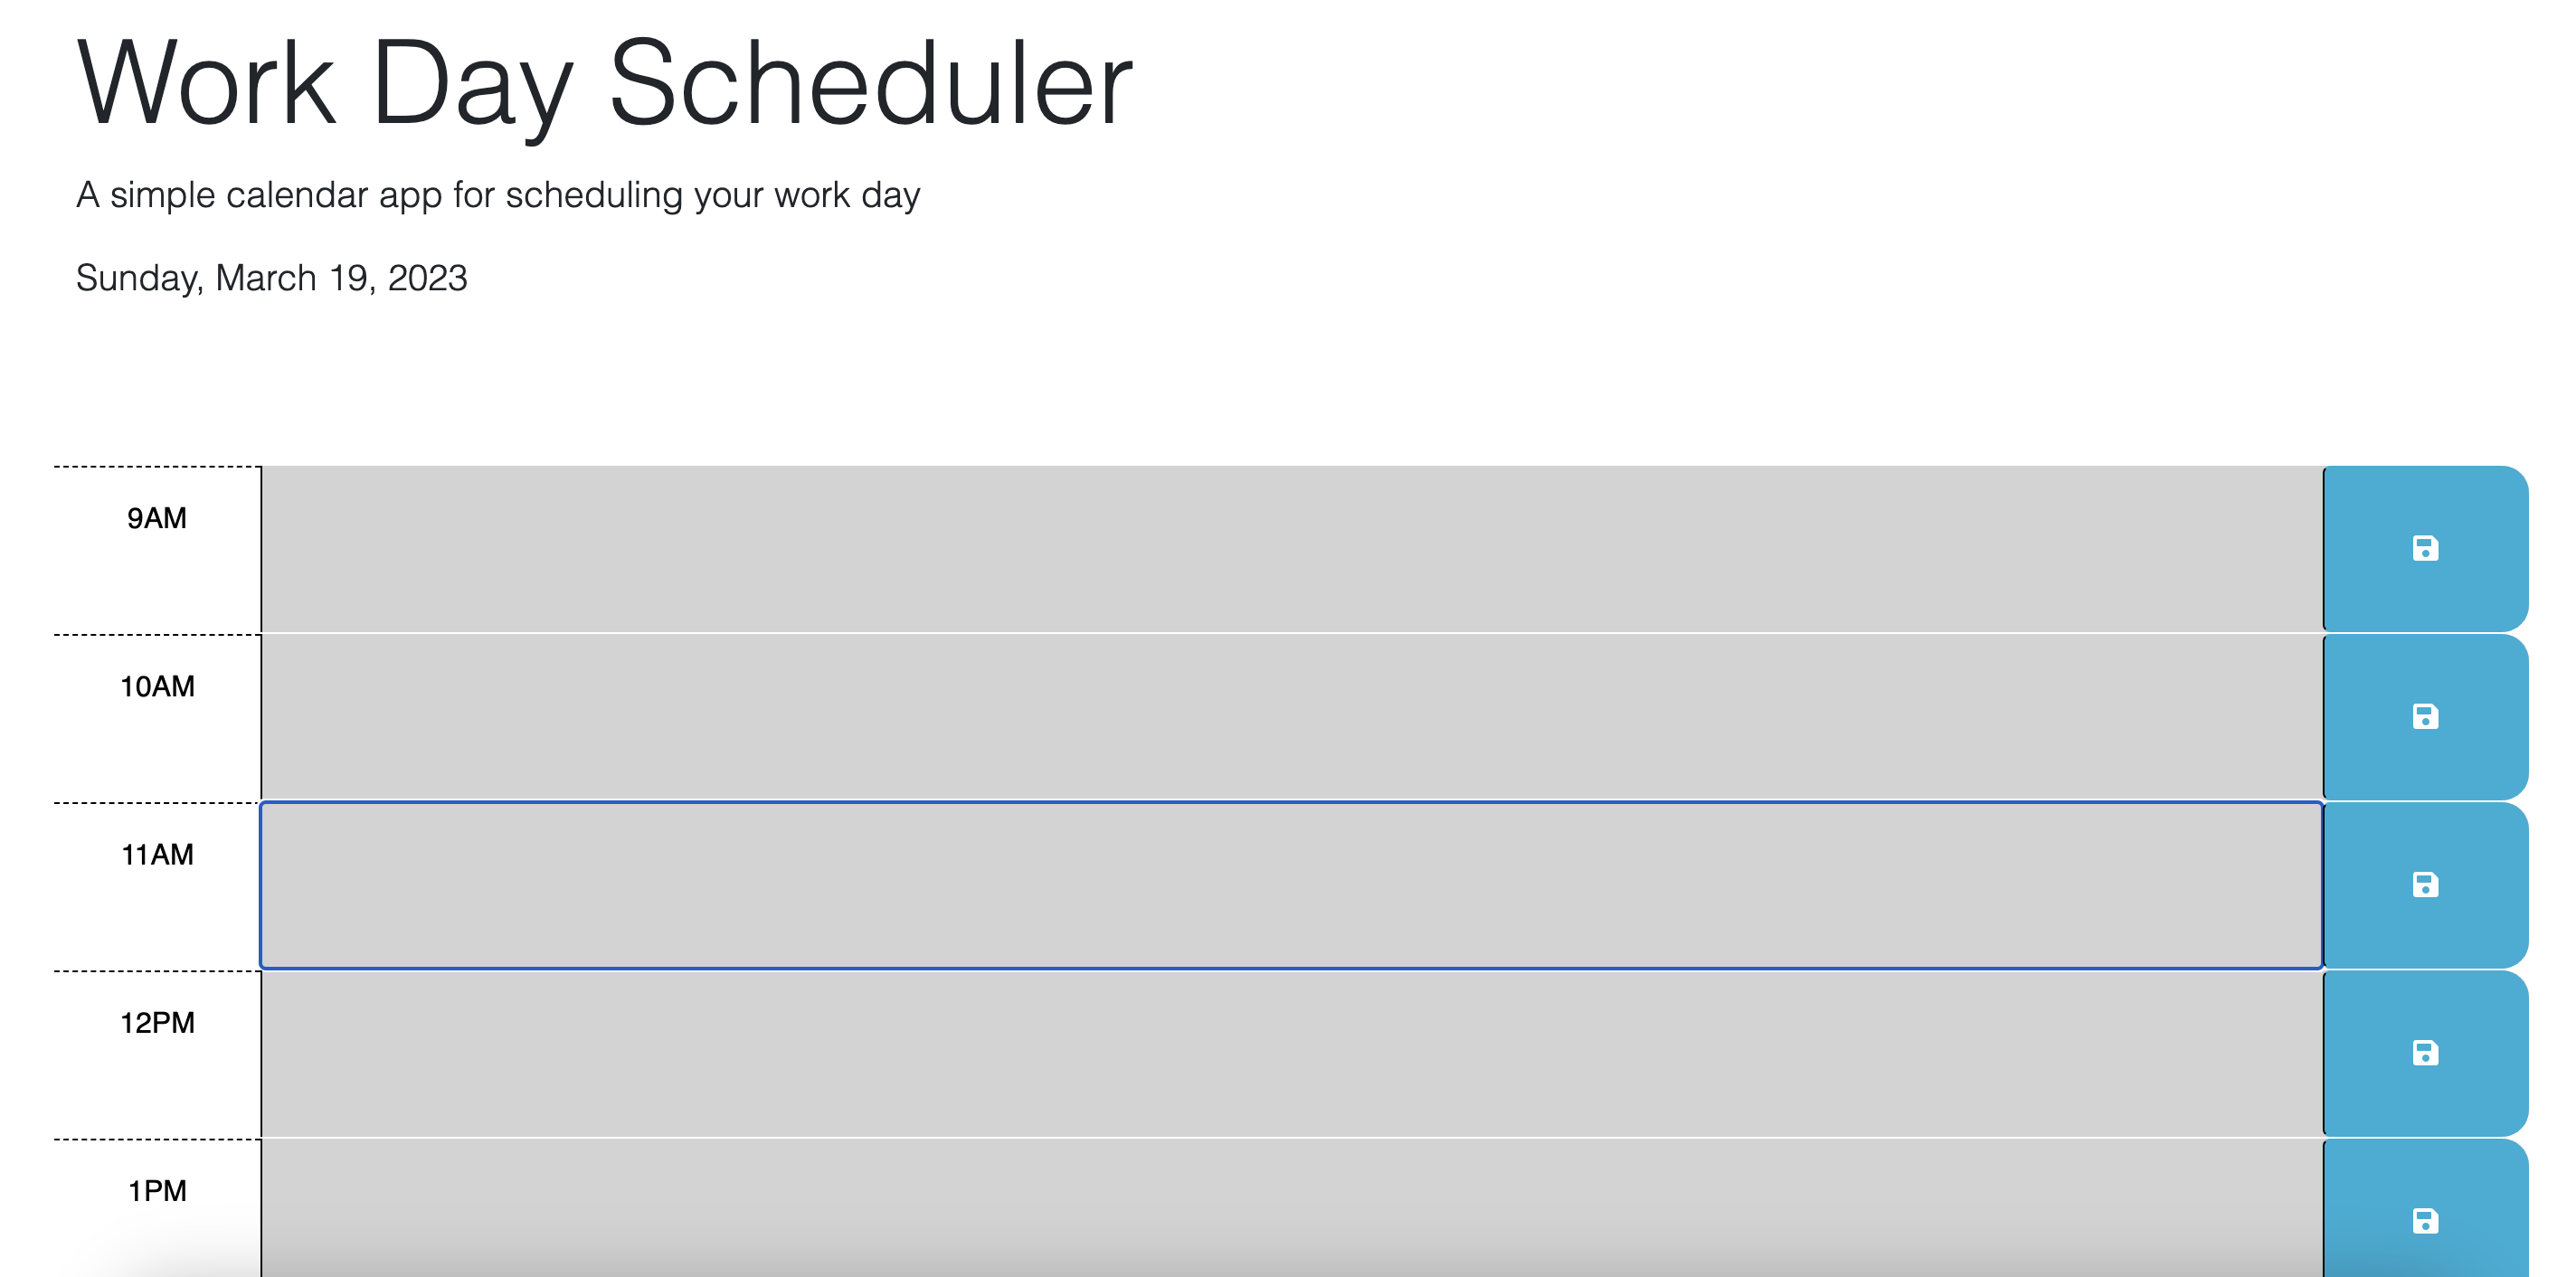 Work Day Scheduler
A simple calendar app for scheduling your work day
Sunday, March 19, 2023
9AM
10AM
11AM
12PM
1PM